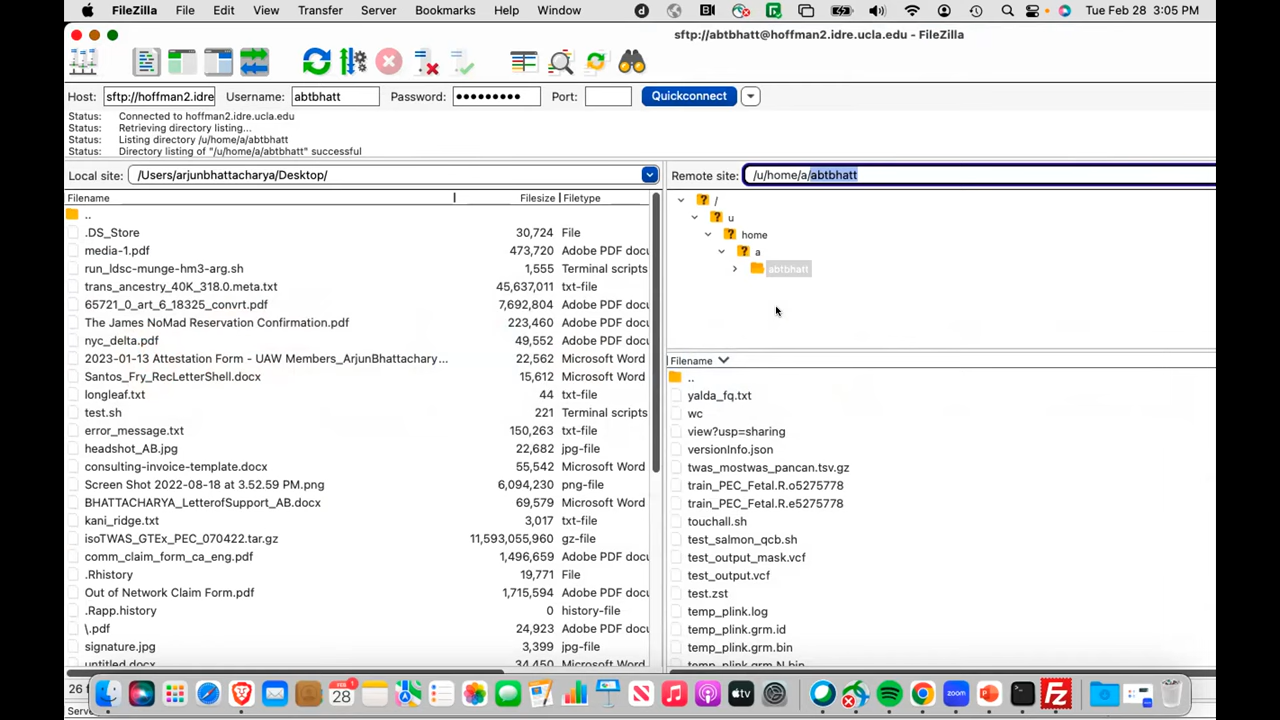 FileZilla File Edit View Transfer Server Bookmarks Help Window Tue Feb 28 3:05 PM
sftp://abtbhatt@hoffman2.idre.ucla.edu - FileZilla
Host: sftp://hoffman2.idre Username: abtbhatt Password: ●●●●●●●●● Port: Quickconnect
Status: Connected to hoffman2.idre.ucla.edu
Status: Retrieving directory listing...
Status: Listing directory /u/home/a/abtbhatt
Status: Directory listing of "/u/home/a/abtbhatt" successful
Local site: /Users/arjunbhattacharya/Desktop/
Filename Filesize Filetype
..
.DS_Store 30,724 File
media-1.pdf 473,720 Adobe PDF docu
run_ldsc-munge-hm3-arg.sh 1,555 Terminal scripts
trans_ancestry_40K_318.0.meta.txt 45,637,011 txt-file
65721_0_art_6_18325_convrt.pdf 7,692,804 Adobe PDF docu
The James NoMad Reservation Confirmation.pdf 223,460 Adobe PDF docu
nyc_delta.pdf 49,552 Adobe PDF docu
2023-01-13 Attestation Form - UAW Members_ArjunBhattachary... 22,562 Microsoft Word
Santos_Fry_RecLetterShell.docx 15,612 Microsoft Word
longleaf.txt 44 txt-file
test.sh 221 Terminal scripts
error_message.txt 150,263 txt-file
headshot_AB.jpg 22,682 jpg-file
consulting-invoice-template.docx 55,542 Microsoft Word
Screen Shot 2022-08-18 at 3.52.59 PM.png 6,094,230 png-file
BHATTACHARYA_LetterofSupport_AB.docx 69,579 Microsoft Word
kani_ridge.txt 3,017 txt-file
isoTWAS_GTEx_PEC_070422.tar.gz 11,593,055,960 gz-file
comm_claim_form_ca_eng.pdf 1,496,659 Adobe PDF docu
.Rhistory 19,771 File
Out of Network Claim Form.pdf 1,715,594 Adobe PDF docu
.Rapp.history 0 history-file
\.pdf 24,923 Adobe PDF docu
signature.jpg 3,399 jpg-file
untitled.docx 34,450 Microsoft Word
26 f
Serve
Remote site: /u/home/a/abtbhatt
/
u
home
a
abtbhatt
Filename
..
yalda_fq.txt
wc
view?usp=sharing
versionInfo.json
twas_mostwas_pancan.tsv.gz
train_PEC_Fetal.R.o5275778
train_PEC_Fetal.R.e5275778
touchall.sh
test_salmon_qcb.sh
test_output_mask.vcf
test_output.vcf
test.zst
temp_plink.log
temp_plink.grm.id
temp_plink.grm.bin
temp_plink.grm.N.bin
FEB
28
tv
zoom